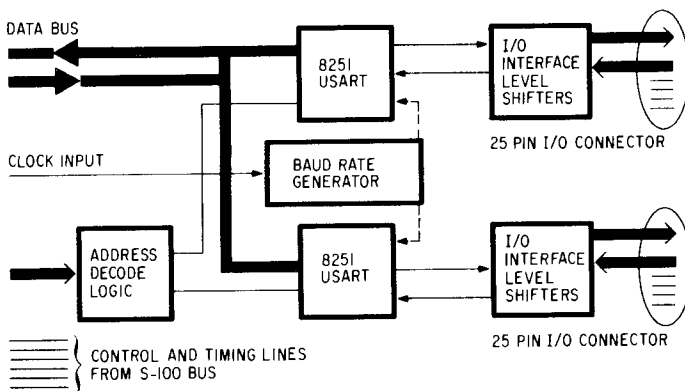 DATA BUS
8251
USART
I/O
INTERFACE
LEVEL
SHIFTERS
25 PIN I/O CONNECTOR
CLOCK INPUT
BAUD RATE
GENERATOR
ADDRESS
DECODE
LOGIC
8251
USART
I/O
INTERFACE
LEVEL
SHIFTERS
25 PIN I/O CONNECTOR
CONTROL AND TIMING LINES
FROM S-100 BUS